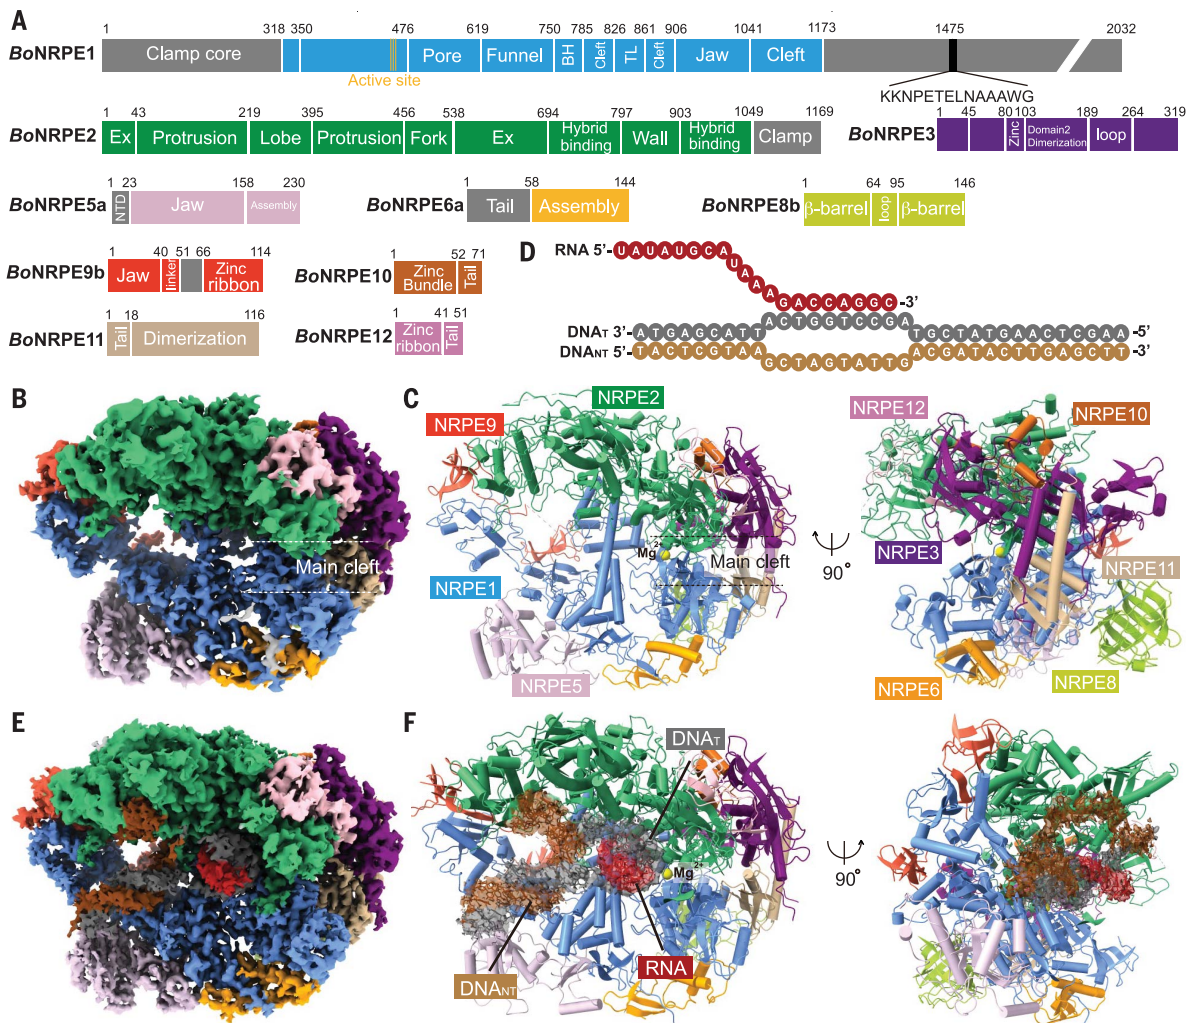 A
1 318 350 476 619 750 785 826 861 906 1041 1173 1475 2032
BoNRPE1 Clamp core Pore Funnel BH Cleft TL Cleft Jaw Cleft
Active site
KKNPETELNAAAWG
1 43 219 395 456 538 694 797 903 1049 1169
BoNRPE2 Ex Protrusion Lobe Protrusion Fork Ex Hybrid binding Wall Hybrid binding Clamp
1 45 80 103 189 264 319
BoNRPE3 Zinc Domain2 Dimerization loop
1 23 158 230
BoNRPE5a NTD Jaw Assembly
1 58 144
BoNRPE6a Tail Assembly
1 64 95 146
BoNRPE8b β-barrel loop β-barrel
1 40 51 66 114
BoNRPE9b Jaw linker Zinc ribbon
1 52 71
BoNRPE10 Zinc Bundle Tail
1 18 116
BoNRPE11 Tail Dimerization
1 41 51
BoNRPE12 Zinc ribbon Tail
D
RNA 5'-UAUAUGCAUAAAGACCAGGC-3'
DNAT 3'-ATGAGCATTACTGGTCCGATGCTATGAACTCGAA-5'
DNANT 5'-TACTCGTAAGCTAGTATTGACGATACTTGAGCTT-3'
B
Main cleft
C
NRPE9
NRPE2
NRPE1
Mg2+
Main cleft
NRPE5
90°
NRPE12
NRPE10
NRPE3
NRPE11
NRPE6
NRPE8
E
F
DNAT
Mg2+
RNA
DNANT
90°